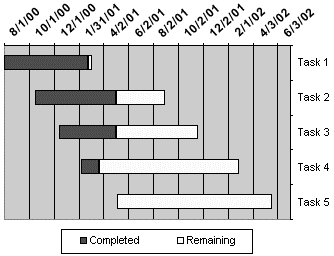 8/1/00
10/1/00
12/1/00
1/31/01
4/2/01
6/2/01
8/2/01
10/2/01
12/2/01
2/1/02
4/3/02
6/3/02
Task 1
Task 2
Task 3
Task 4
Task 5
Completed
Remaining